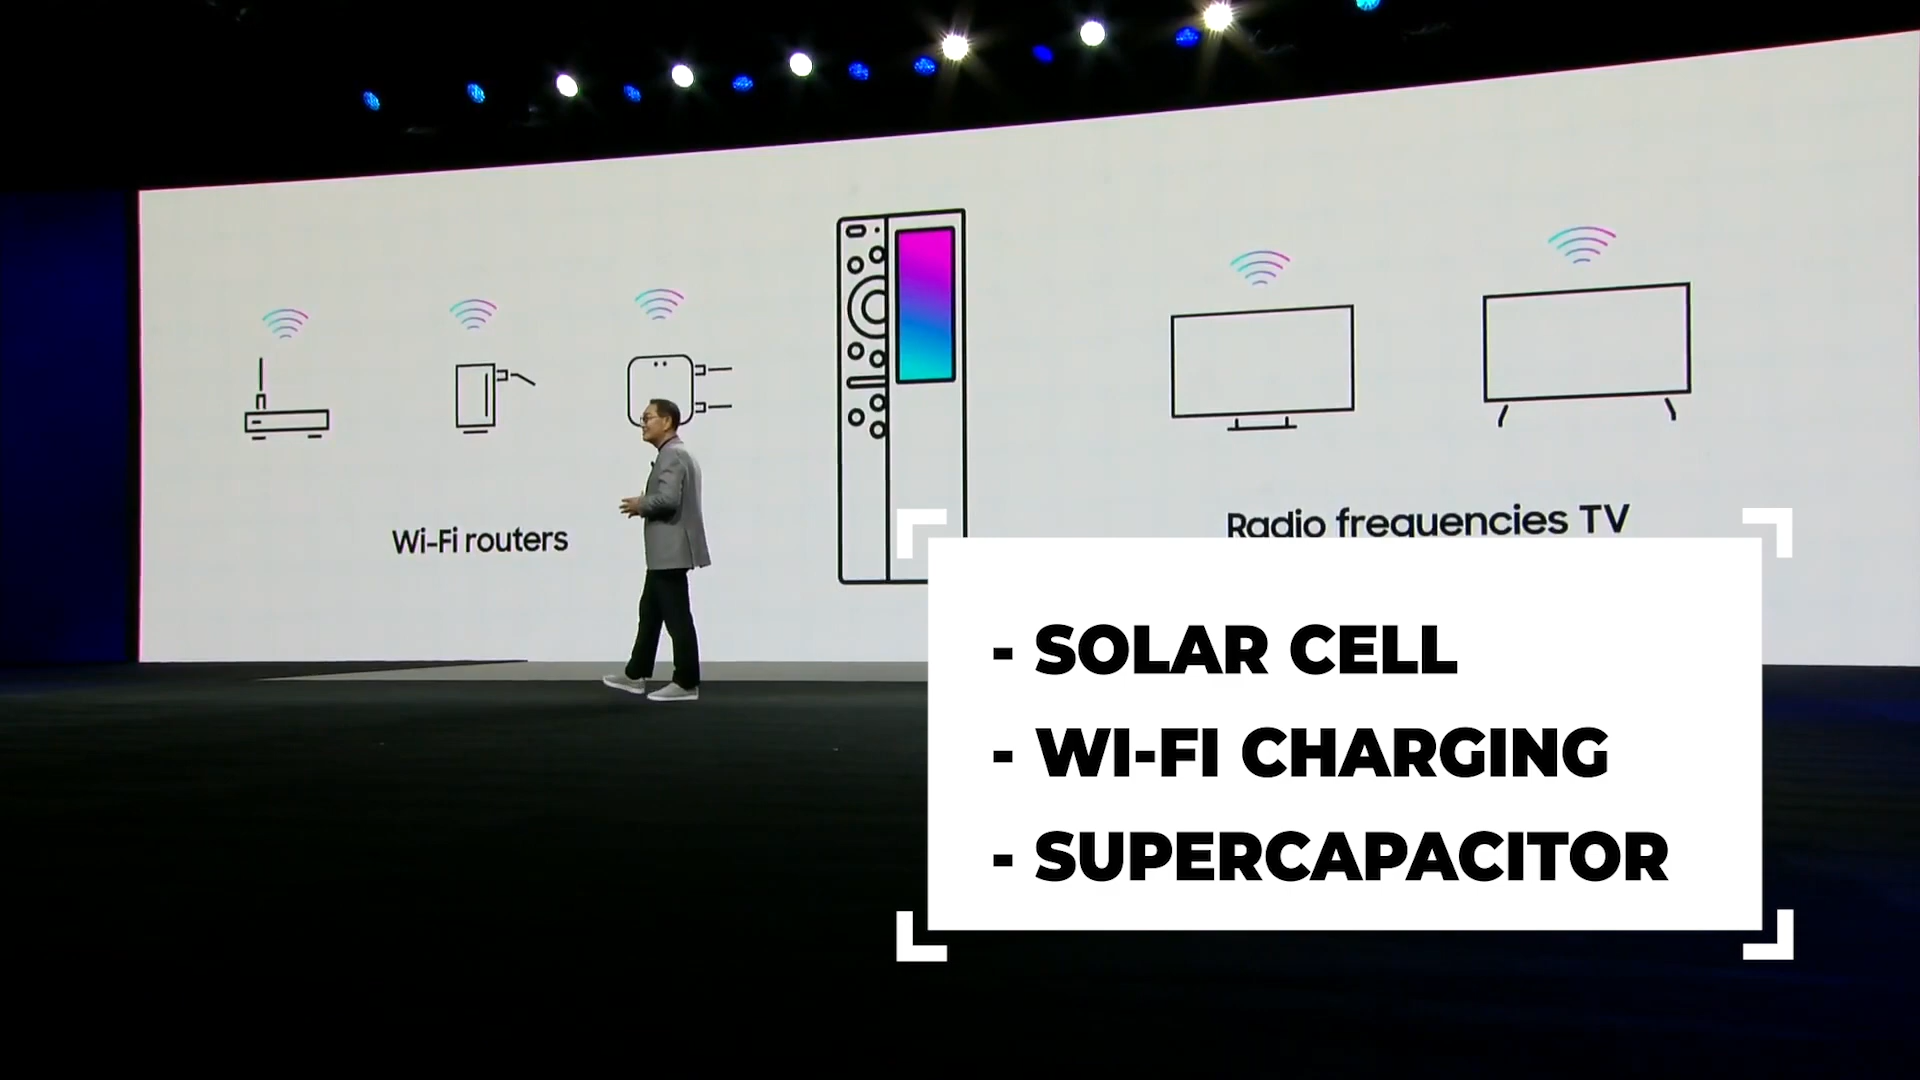 Wi-Fi routers
Radio frequencies TV
- SOLAR CELL
- WI-FI CHARGING
- SUPERCAPACITOR